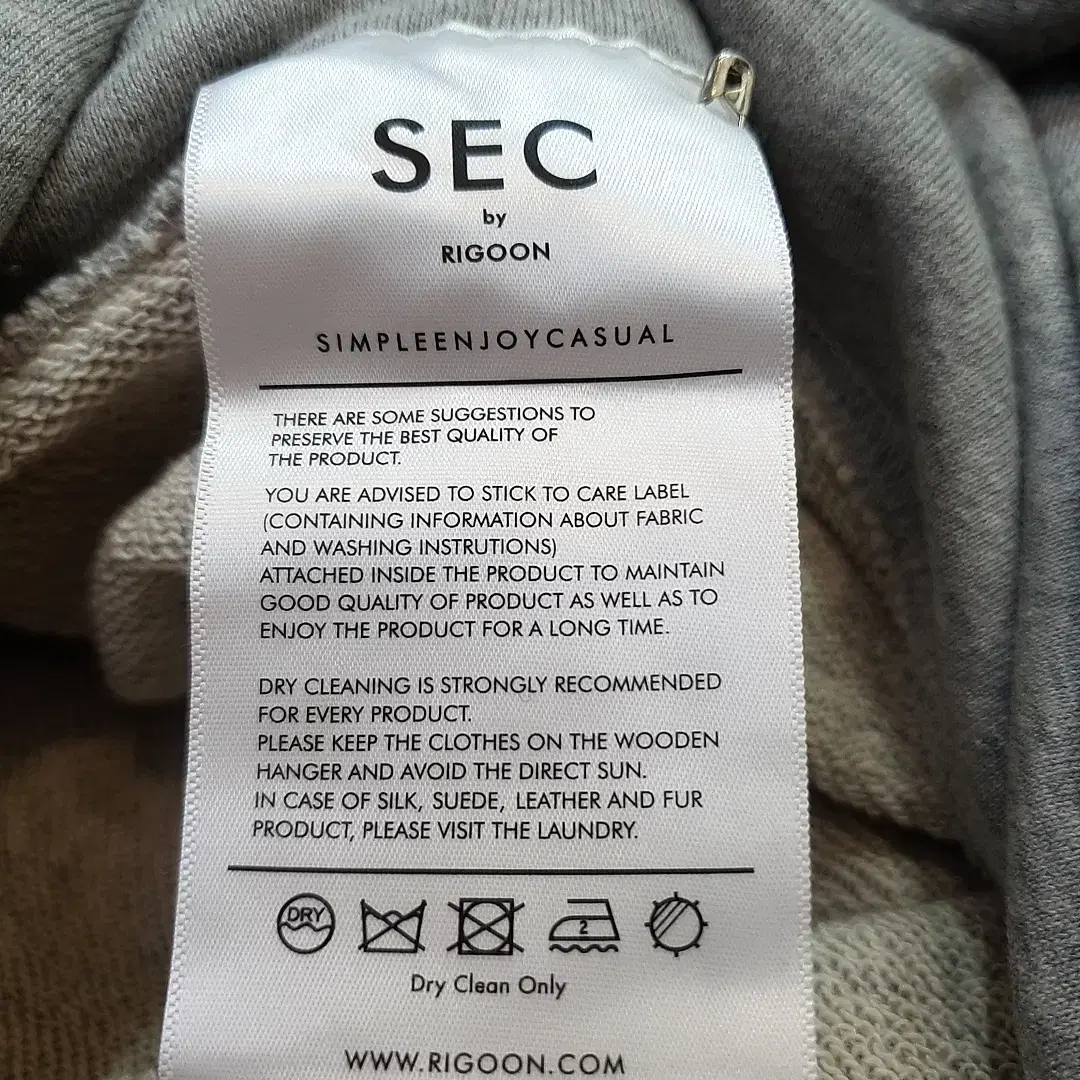 SEC
by
RIGOON
SIMPLEENJOYCASUAL
THERE ARE SOME SUGGESTIONS TO
PRESERVE THE BEST QUALITY OF
THE PRODUCT.
YOU ARE ADVISED TO STICK TO CARE LABEL
(CONTAINING INFORMATION ABOUT FABRIC
AND WASHING INSTRUTIONS)
ATTACHED INSIDE THE PRODUCT TO MAINTAIN
GOOD QUALITY OF PRODUCT AS WELL AS TO
ENJOY THE PRODUCT FOR A LONG TIME.
DRY CLEANING IS STRONGLY RECOMMENDED
FOR EVERY PRODUCT.
PLEASE KEEP THE CLOTHES ON THE WOODEN
HANGER AND AVOID THE DIRECT SUN.
IN CASE OF SILK, SUEDE, LEATHER AND FUR
PRODUCT, PLEASE VISIT THE LAUNDRY.
DRY 2
Dry Clean Only
WWW.RIGOON.COM